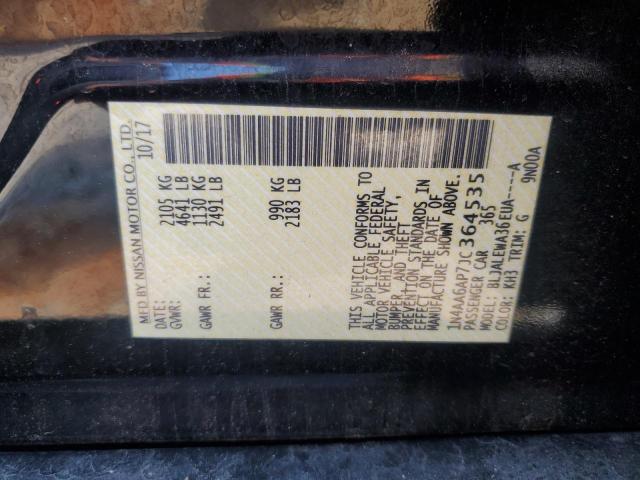 MFD BY NISSAN MOTOR CO., LTD.
DATE: 10/17
GVWR: 2105 KG
4641 LB
GAWR FR.: 1130 KG
2491 LB
GAWR RR.: 990 KG
2183 LB
THIS VEHICLE CONFORMS TO
ALL APPLICABLE FEDERAL
MOTOR VEHICLE SAFETY,
BUMPER, AND THEFT
PREVENTION STANDARDS IN
EFFECT ON THE DATE OF
MANUFACTURE SHOWN ABOVE.
1N4AA6AP7JC364535
PASSENGER CAR 365
MODEL: BLJALEWA36EUA----A
COLOR: KH3 TRIM: G 9N00A